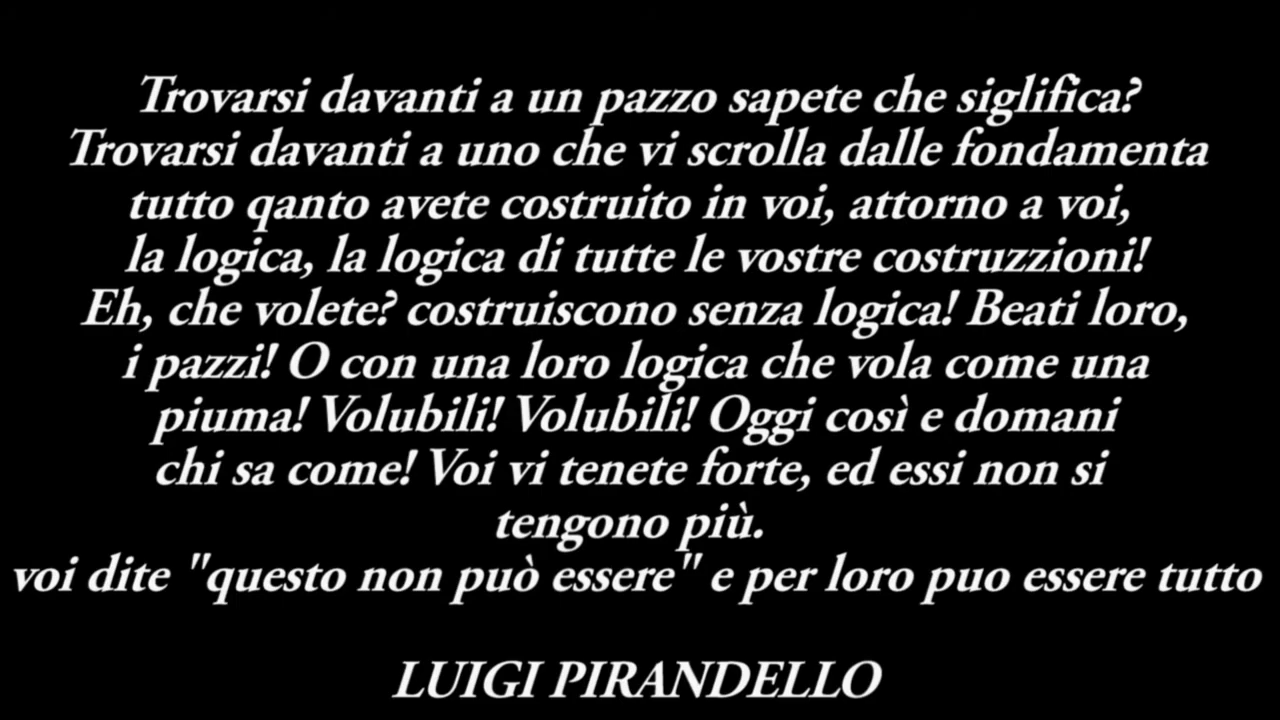 Trovarsi davanti a un pazzo sapete che siglifica?
Trovarsi davanti a uno che vi scrolla dalle fondamenta
tutto qanto avete costruito in voi, attorno a voi,
la logica, la logica di tutte le vostre costruzzioni!
Eh, che volete? costruiscono senza logica! Beati loro,
i pazzi! O con una loro logica che vola come una
piuma! Volubili! Volubili! Oggi così e domani
chi sa come! Voi vi tenete forte, ed essi non si
tengono più.
voi dite "questo non può essere" e per loro puo essere tutto
LUIGI PIRANDELLO